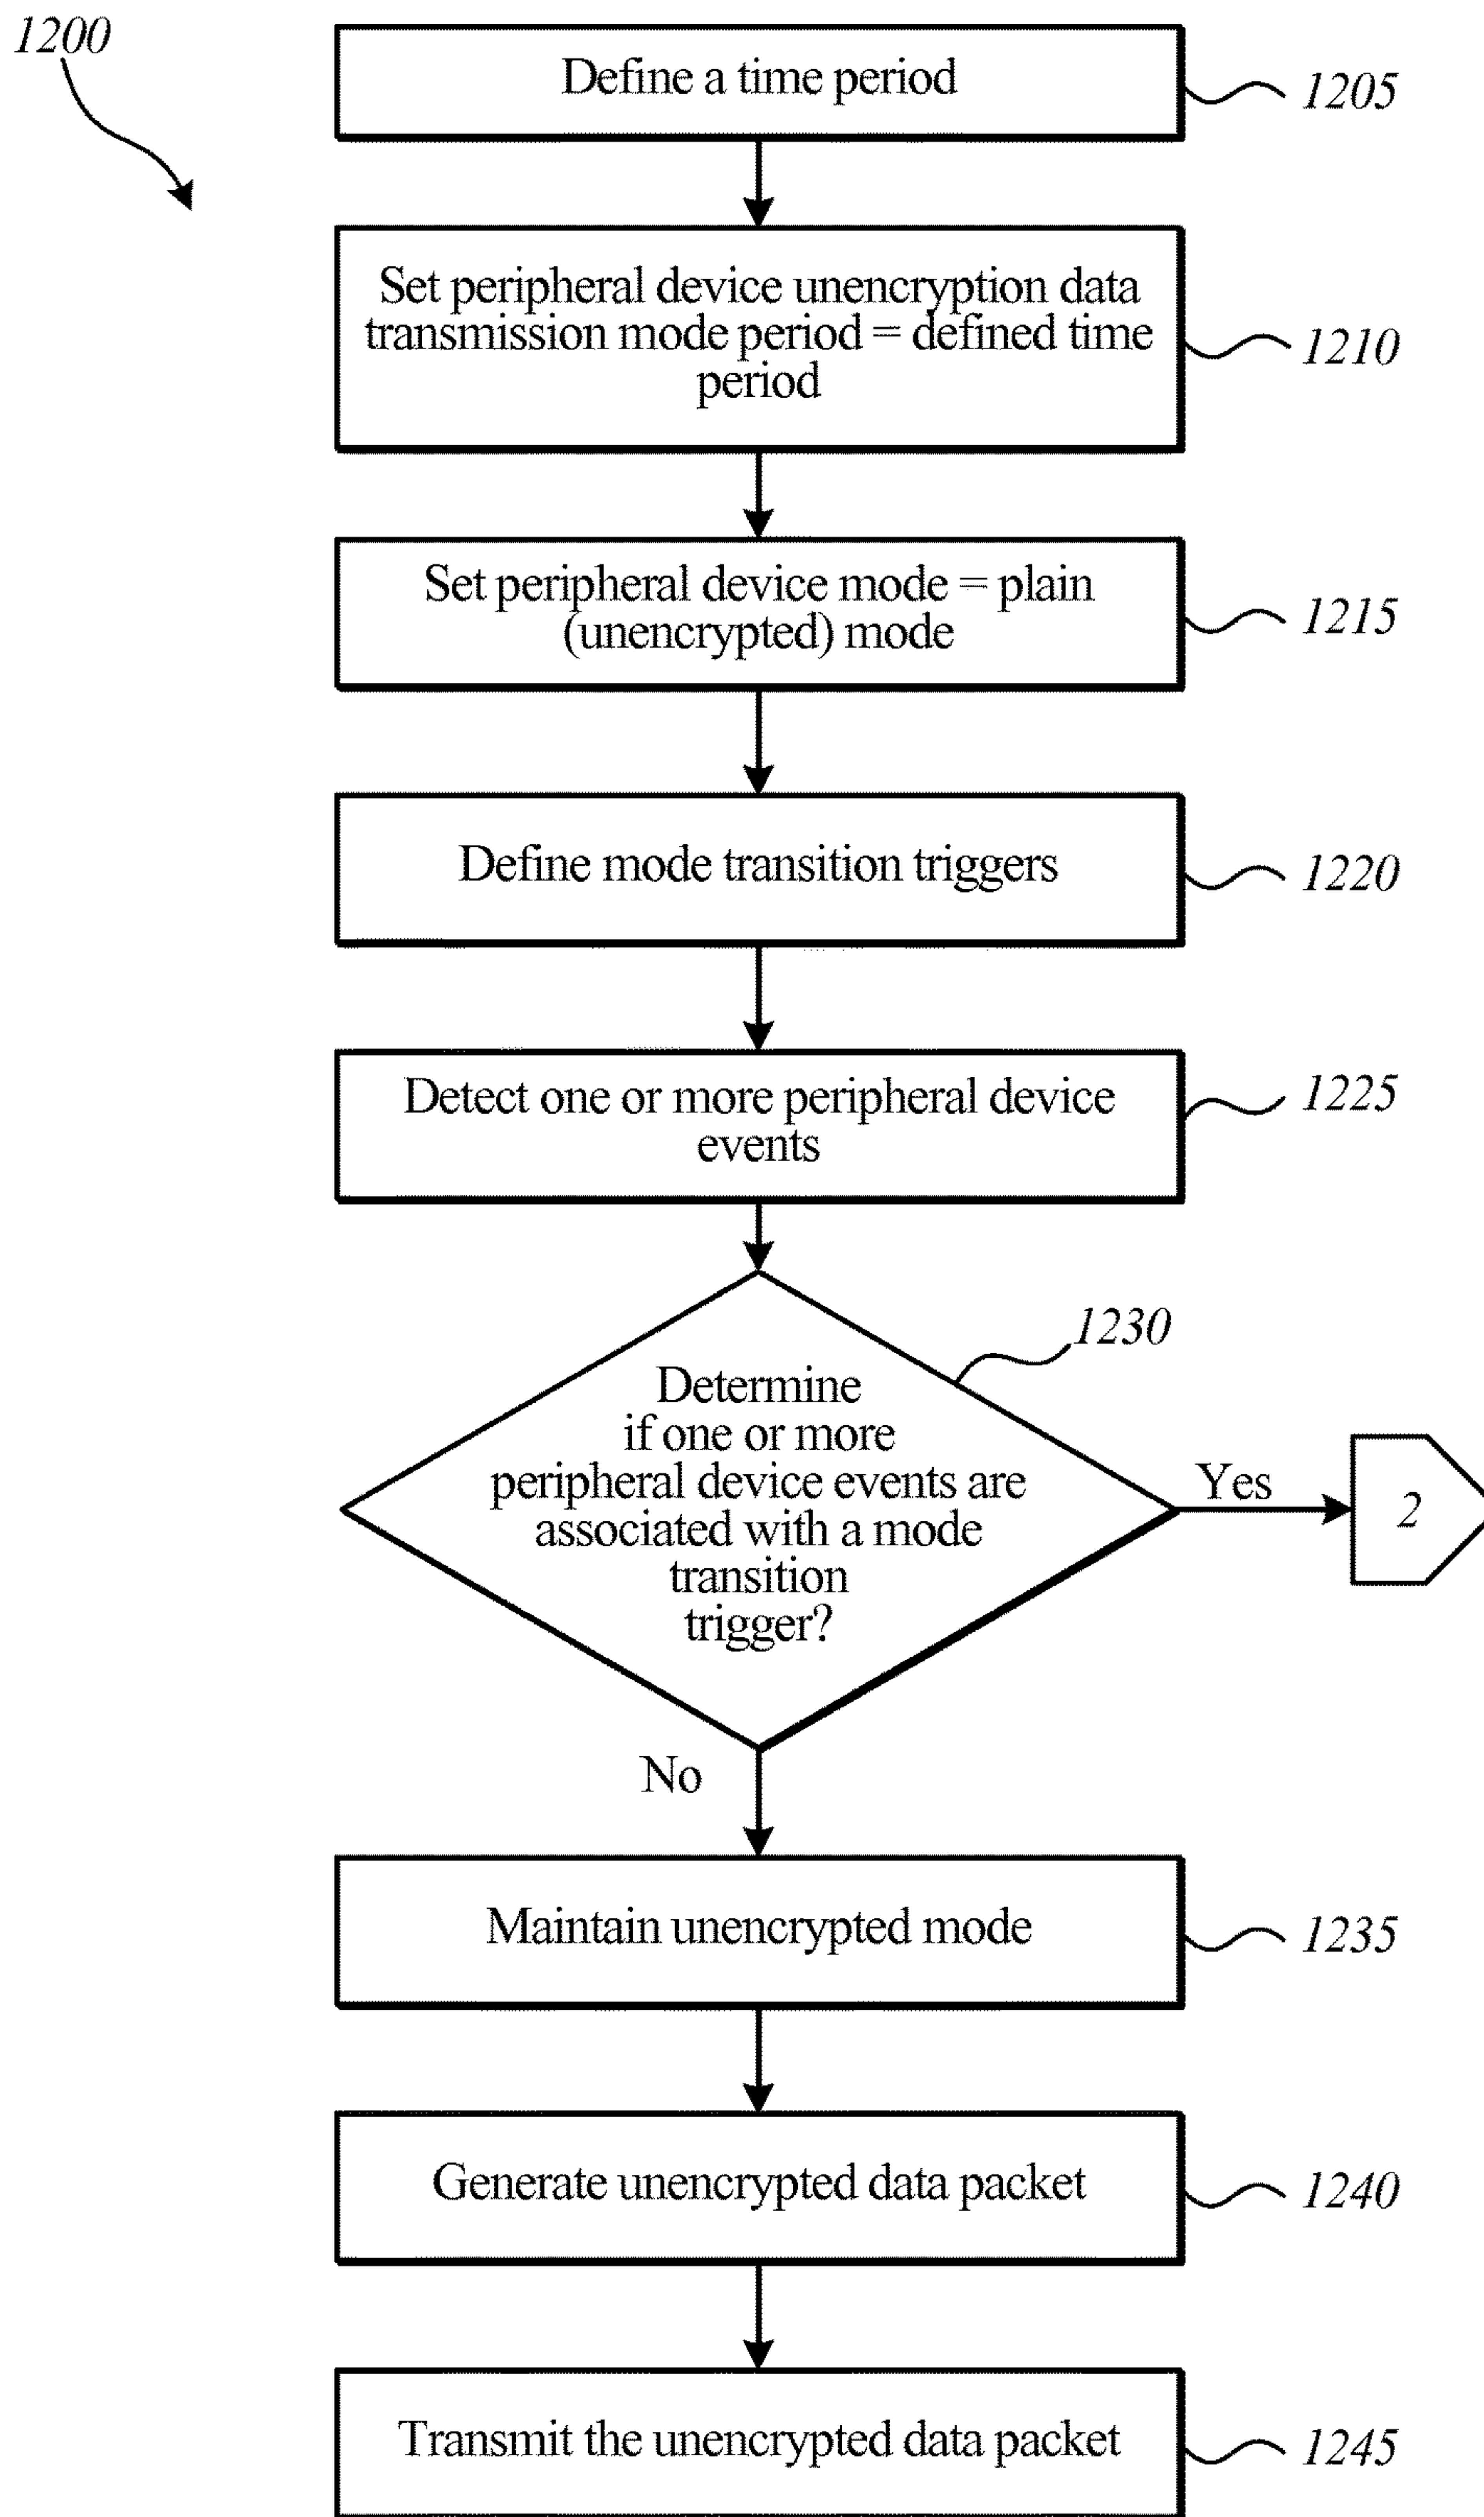 1200
Define a time period
1205
Set peripheral device unencryption data
transmission mode period = defined time
period
1210
Set peripheral device mode = plain
(unencrypted) mode
1215
Define mode transition triggers
1220
Detect one or more peripheral device
events
1225
1230
Determine
if one or more
peripheral device events are
associated with a mode
transition
trigger?
Yes
2
No
Maintain unencrypted mode
1235
Generate unencrypted data packet
1240
Transmit the unencrypted data packet
1245